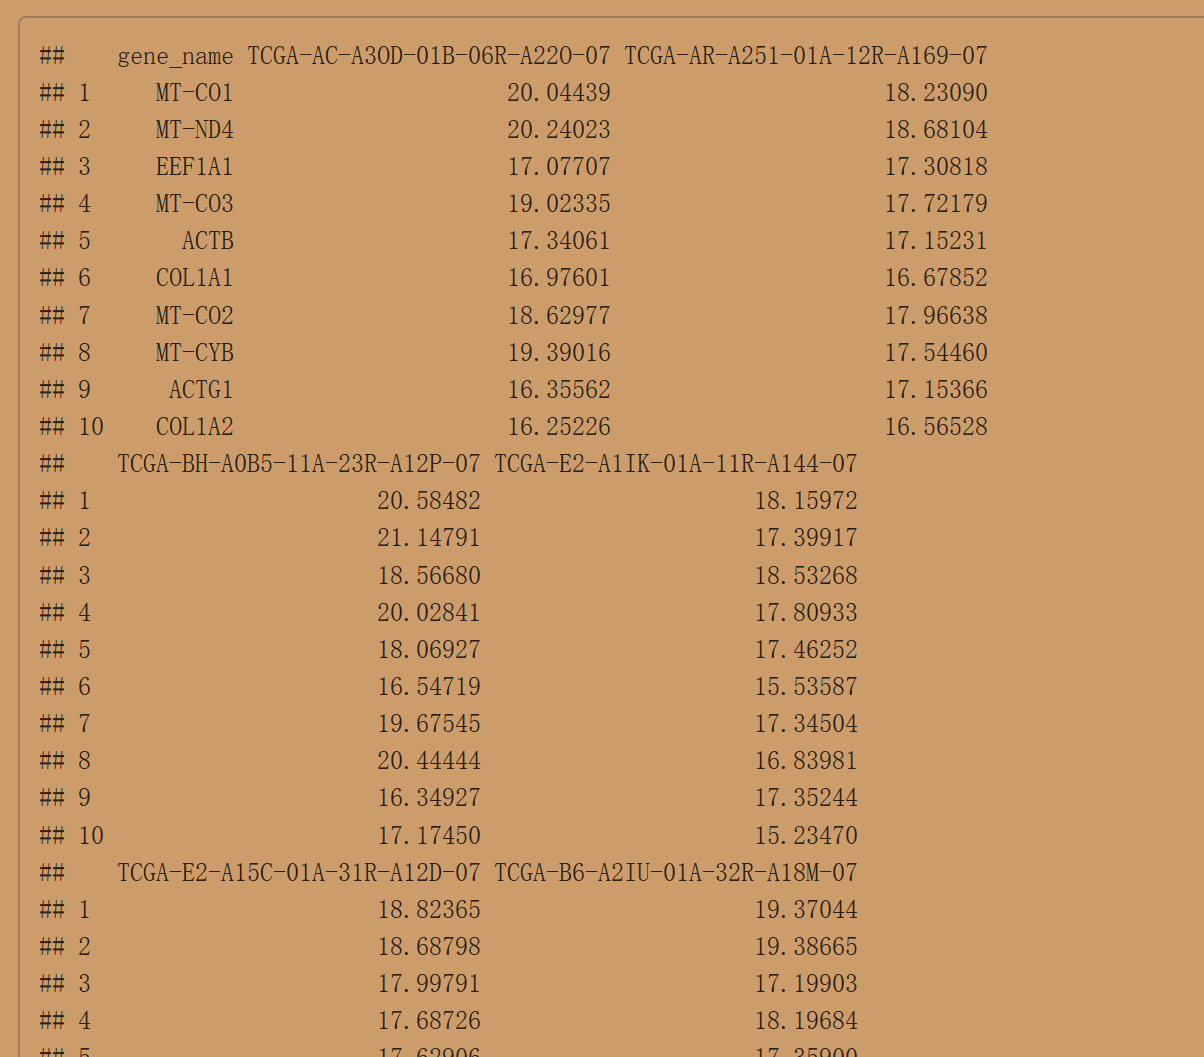 ## gene_name TCGA-AC-A3OD-01B-06R-A22O-07 TCGA-AR-A251-01A-12R-A169-07
## 1 MT-CO1 20.04439 18.23090
## 2 MT-ND4 20.24023 18.68104
## 3 EEF1A1 17.07707 17.30818
## 4 MT-CO3 19.02335 17.72179
## 5 ACTB 17.34061 17.15231
## 6 COL1A1 16.97601 16.67852
## 7 MT-CO2 18.62977 17.96638
## 8 MT-CYB 19.39016 17.54460
## 9 ACTG1 16.35562 17.15366
## 10 COL1A2 16.25226 16.56528
## TCGA-BH-A0B5-11A-23R-A12P-07 TCGA-E2-A1IK-01A-11R-A144-07
## 1 20.58482 18.15972
## 2 21.14791 17.39917
## 3 18.56680 18.53268
## 4 20.02841 17.80933
## 5 18.06927 17.46252
## 6 16.54719 15.53587
## 7 19.67545 17.34504
## 8 20.44444 16.83981
## 9 16.34927 17.35244
## 10 17.17450 15.23470
## TCGA-E2-A15C-01A-31R-A12D-07 TCGA-B6-A2IU-01A-32R-A18M-07
## 1 18.82365 19.37044
## 2 18.68798 19.38665
## 3 17.99791 17.19903
## 4 17.68726 18.19684
## 5 17.62906 17.35900